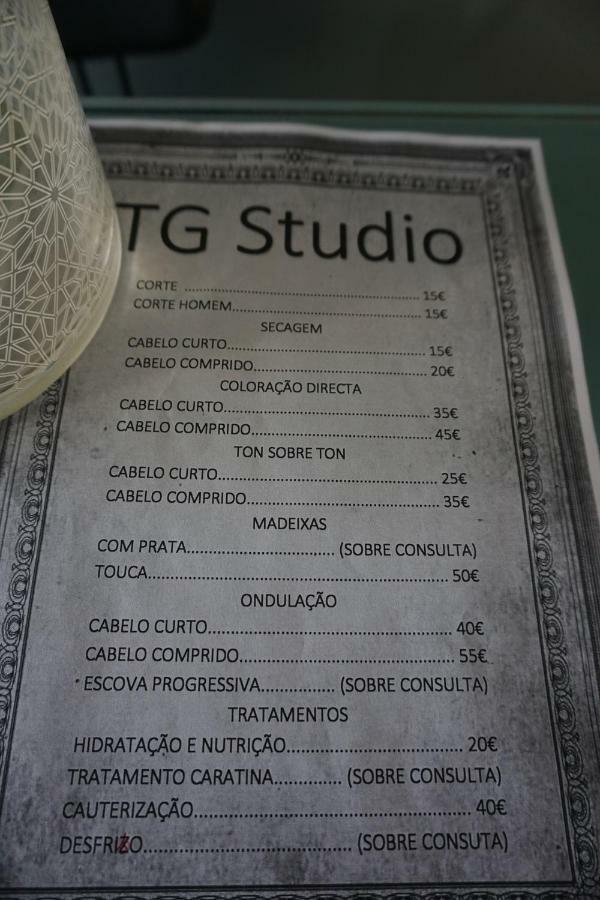 TG Studio
CORTE ........................................................ 15€
CORTE HOMEM............................................. 15€
SECAGEM
CABELO CURTO............................................... 15€
CABELO COMPRIDO......................................... 20€
COLORAÇÃO DIRECTA
CABELO CURTO................................................ 35€
CABELO COMPRIDO.......................................... 45€
TON SOBRE TON
CABELO CURTO................................................ 25€
CABELO COMPRIDO.......................................... 35€
MADEIXAS
COM PRATA................................ (SOBRE CONSULTA)
TOUCA............................................................... 50€
ONDULAÇÃO
CABELO CURTO................................................ 40€
CABELO COMPRIDO.......................................... 55€
ESCOVA PROGRESSIVA................ (SOBRE CONSULTA)
TRATAMENTOS
HIDRATAÇÃO E NUTRIÇÃO................................... 20€
TRATAMENTO CARATINA.............. (SOBRE CONSULTA)
CAUTERIZAÇÃO........................................................ 40€
DESFRIZO.......................................... (SOBRE CONSUTA)